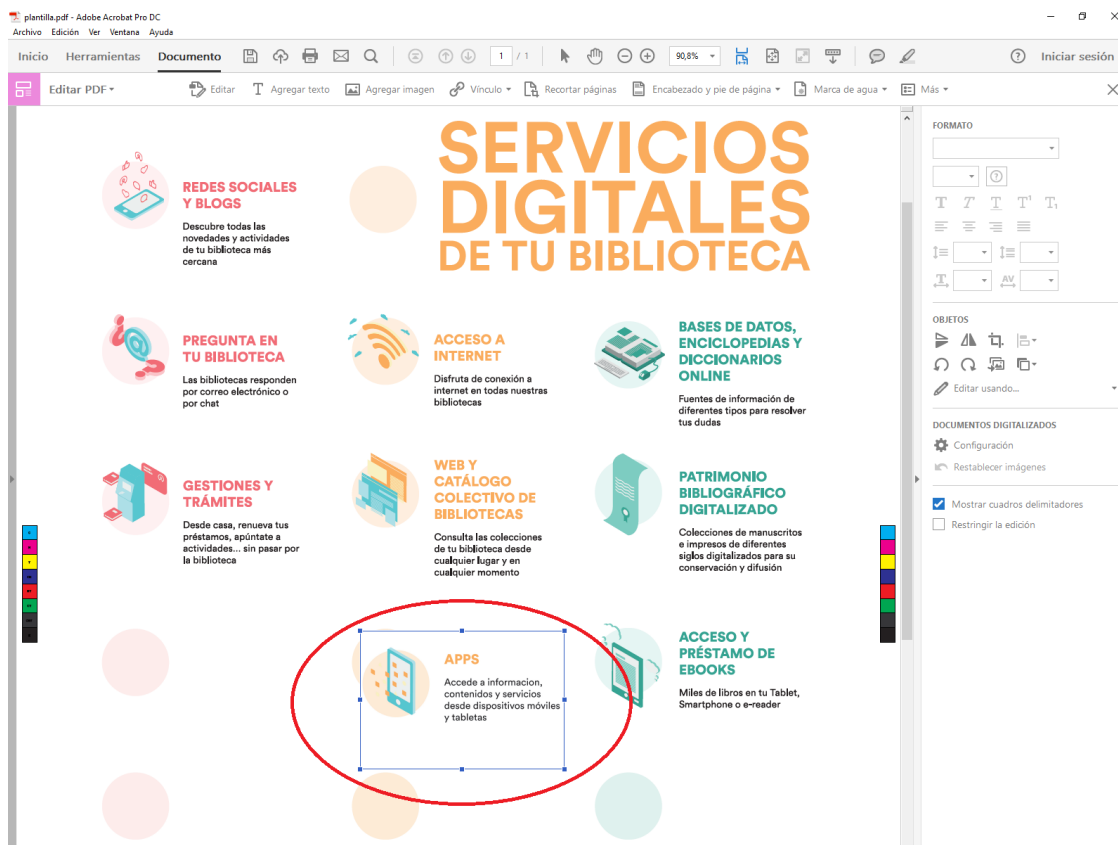 plantilla.pdf - Adobe Acrobat Pro DC
Archivo Edición Ver Ventana Ayuda
Inicio Herramientas Documento 1 / 1 90,8% Iniciar sesión
Editar PDF Editar Agregar texto Agregar imagen Vínculo Recortar páginas Encabezado y pie de página Marca de agua Más
SERVICIOS
DIGITALES
DE TU BIBLIOTECA
REDES SOCIALES
Y BLOGS
Descubre todas las
novedades y actividades
de tu biblioteca más
cercana
PREGUNTA EN
TU BIBLIOTECA
Las bibliotecas responden
por correo electrónico o
por chat
ACCESO A
INTERNET
Disfruta de conexión a
internet en todas nuestras
bibliotecas
BASES DE DATOS,
ENCICLOPEDIAS Y
DICCIONARIOS
ONLINE
Fuentes de información de
diferentes tipos para resolver
tus dudas
GESTIONES Y
TRÁMITES
Desde casa, renueva tus
préstamos, apúntate a
actividades... sin pasar por
la biblioteca
WEB Y
CATÁLOGO
COLECTIVO DE
BIBLIOTECAS
Consulta las colecciones
de tu biblioteca desde
cualquier lugar y en
cualquier momento
PATRIMONIO
BIBLIOGRÁFICO
DIGITALIZADO
Colecciones de manuscritos
e impresos de diferentes
siglos digitalizados para su
conservación y difusión
APPS
Accede a informacion,
contenidos y servicios
desde dispositivos móviles
y tabletas
ACCESO Y
PRÉSTAMO DE
EBOOKS
Miles de libros en tu Tablet,
Smartphone o e-reader
FORMATO
OBJETOS
Editar usando...
DOCUMENTOS DIGITALIZADOS
Configuración
Restablecer imágenes
Mostrar cuadros delimitadores
Restringir la edición